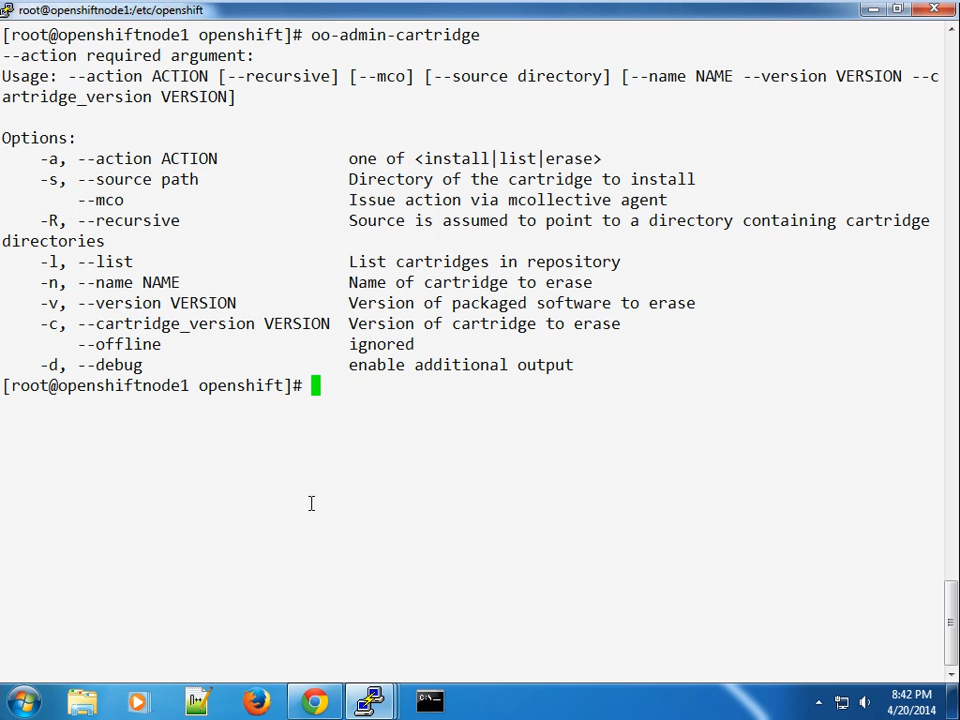 root@openshiftnode1:/etc/openshift
[root@openshiftnode1 openshift]# oo-admin-cartridge
--action required argument:
Usage: --action ACTION [--recursive] [--mco] [--source directory] [--name NAME --version VERSION --c
artridge_version VERSION]
Options:
-a, --action ACTION one of <install|list|erase>
-s, --source path Directory of the cartridge to install
--mco Issue action via mcollective agent
-R, --recursive Source is assumed to point to a directory containing cartridge
directories
-l, --list List cartridges in repository
-n, --name NAME Name of cartridge to erase
-v, --version VERSION Version of packaged software to erase
-c, --cartridge_version VERSION Version of cartridge to erase
--offline ignored
-d, --debug enable additional output
[root@openshiftnode1 openshift]#
8:42 PM
4/20/2014